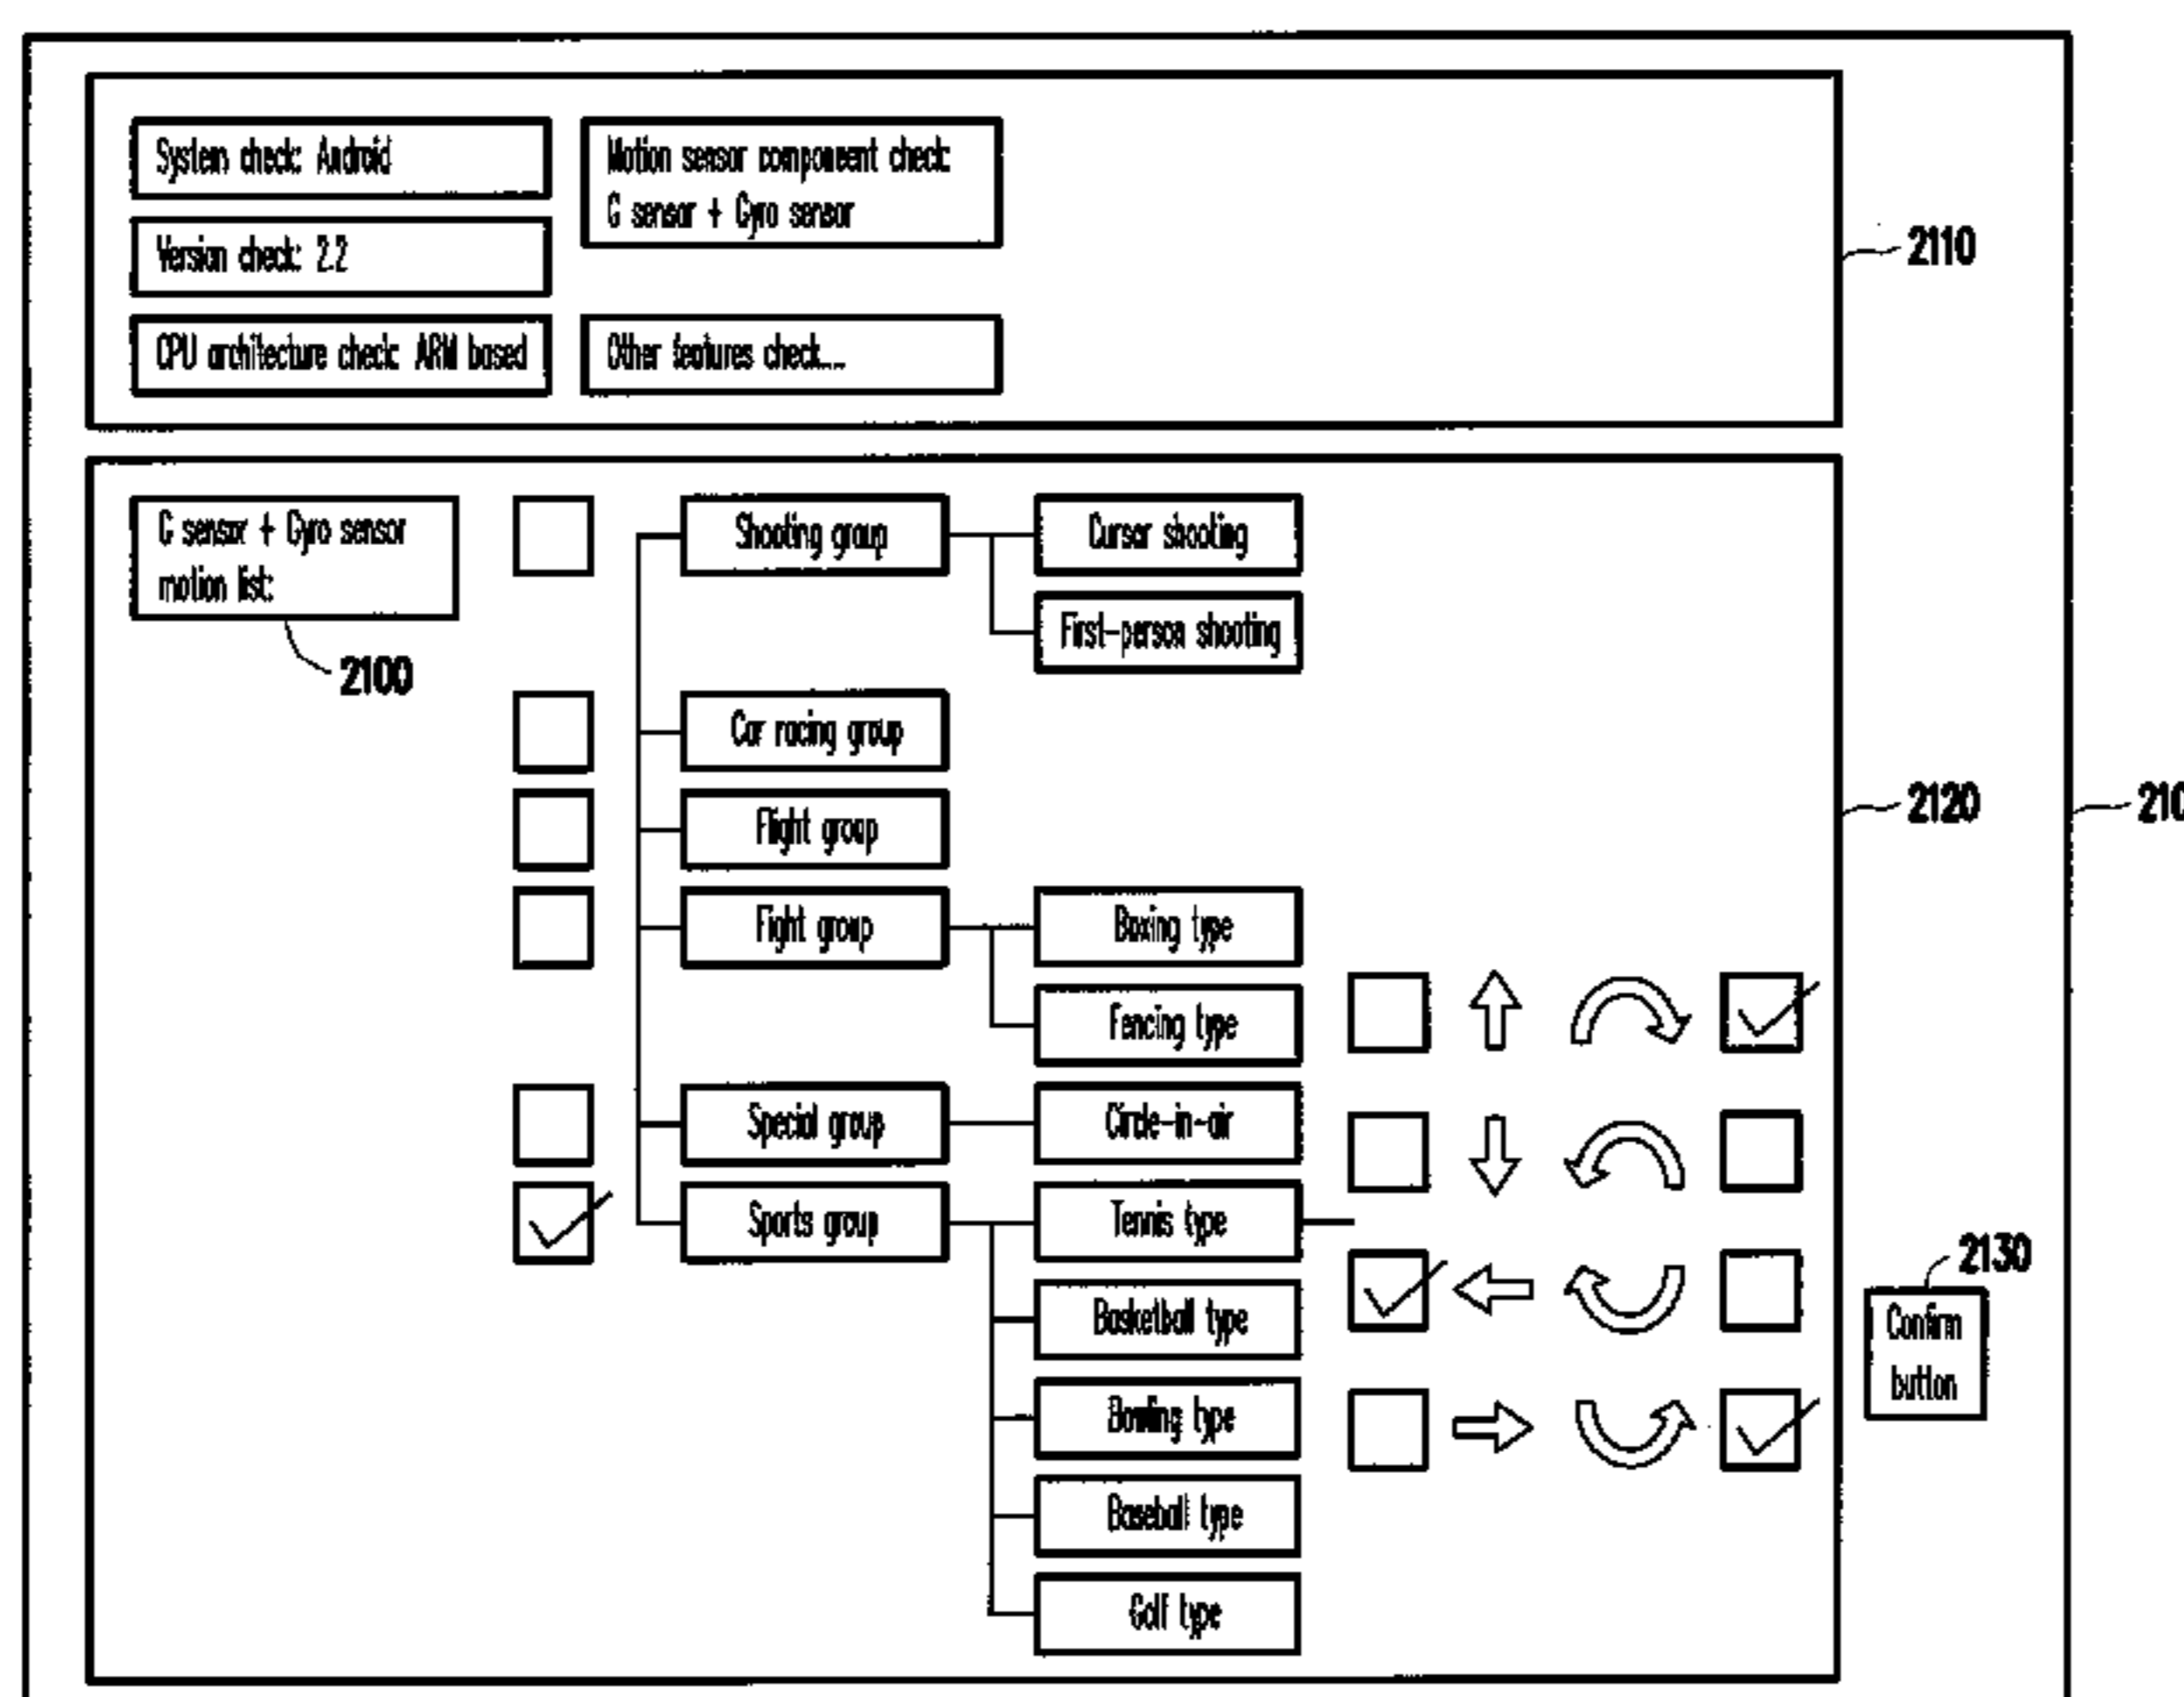 System check: Android
Motion sensor component check:
G sensor + Gyro sensor
Version check: 2.2
2110
CPU architecture check: ARM based
Other features check...
G sensor + Gyro sensor
motion list:
2100
Shooting group
Cursor shooting
First-person shooting
Car racing group
Flight group
2120
210
Fight group
Boxing type
Fencing type
Special group
Circle-in-air
Sports group
Tennis type
2130
Basketball type
Confirm
button
Bowling type
Baseball type
Golf type